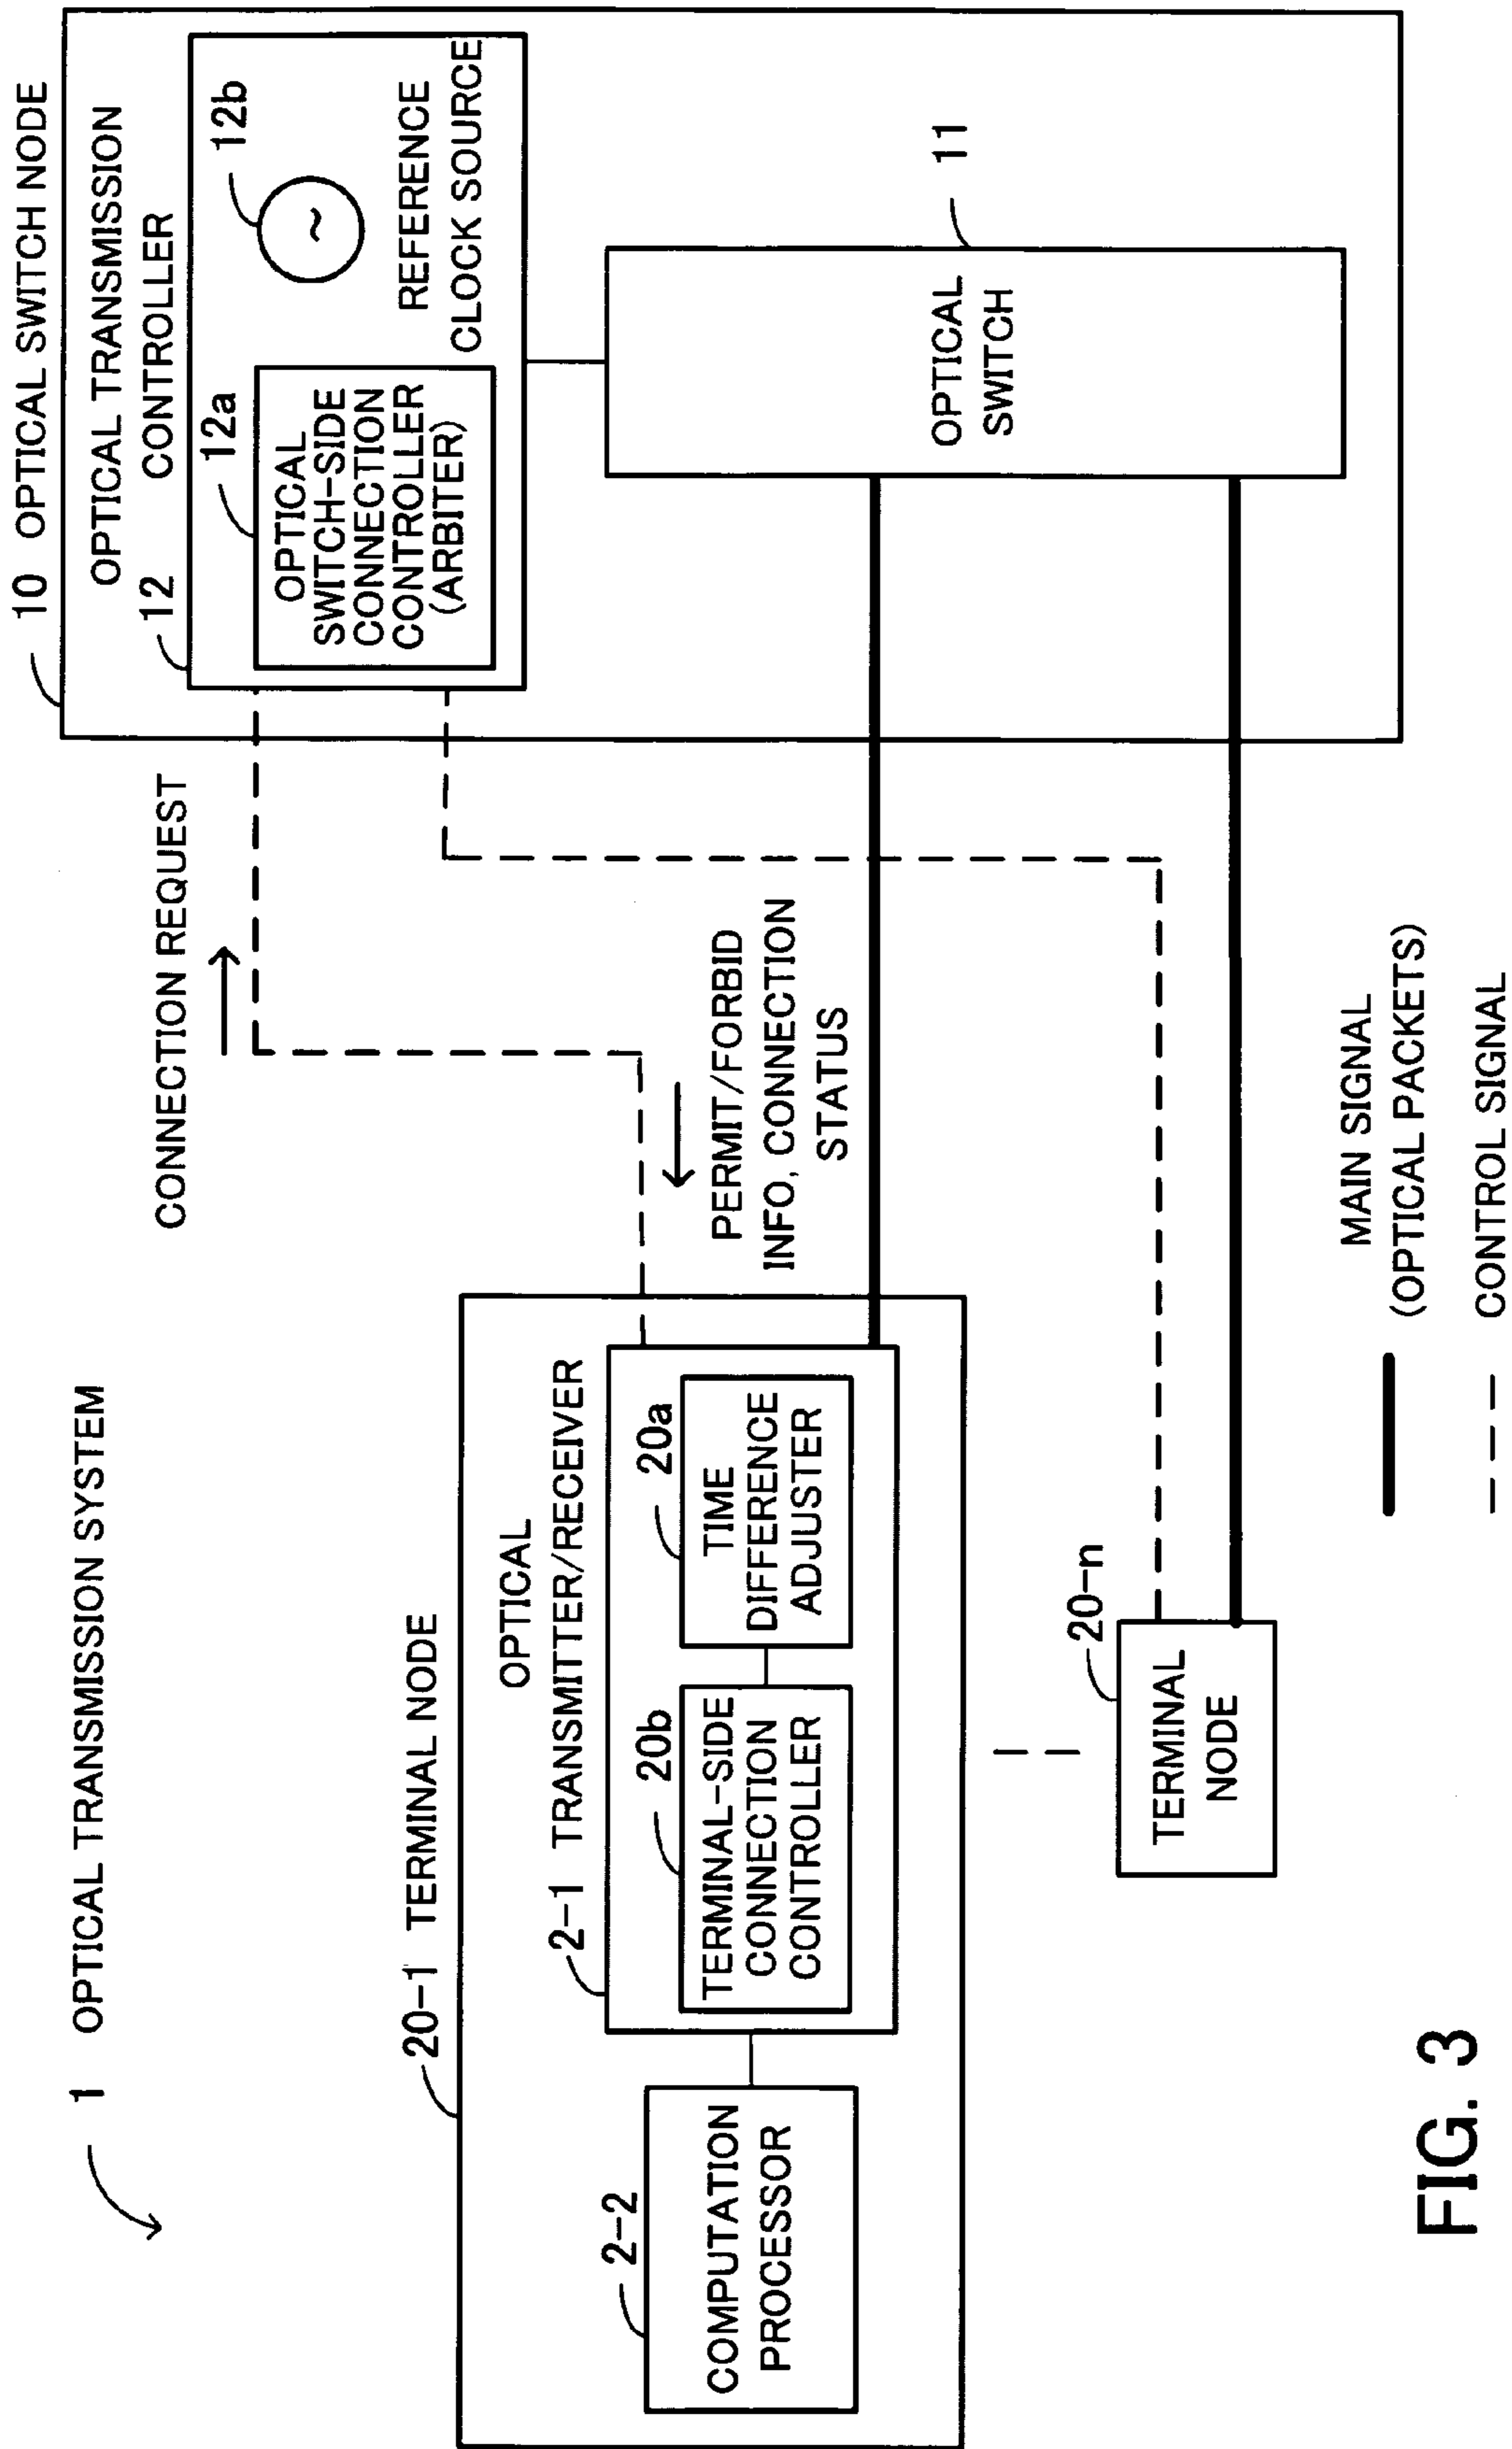 1 OPTICAL TRANSMISSION SYSTEM
10 OPTICAL SWITCH NODE
OPTICAL TRANSMISSION
12 CONTROLLER
12a
12b
OPTICAL
SWITCH-SIDE
CONNECTION
CONTROLLER
(ARBITER)
~
REFERENCE
CLOCK SOURCE
CONNECTION REQUEST
20-1 TERMINAL NODE
OPTICAL
2-1 TRANSMITTER/RECEIVER
2-2
20b
20a
COMPUTATION
PROCESSOR
TERMINAL-SIDE
CONNECTION
CONTROLLER
TIME
DIFFERENCE
ADJUSTER
PERMIT/FORBID
INFO, CONNECTION
STATUS
11
OPTICAL
SWITCH
20-n
TERMINAL
NODE
MAIN SIGNAL
(OPTICAL PACKETS)
CONTROL SIGNAL
FIG. 3